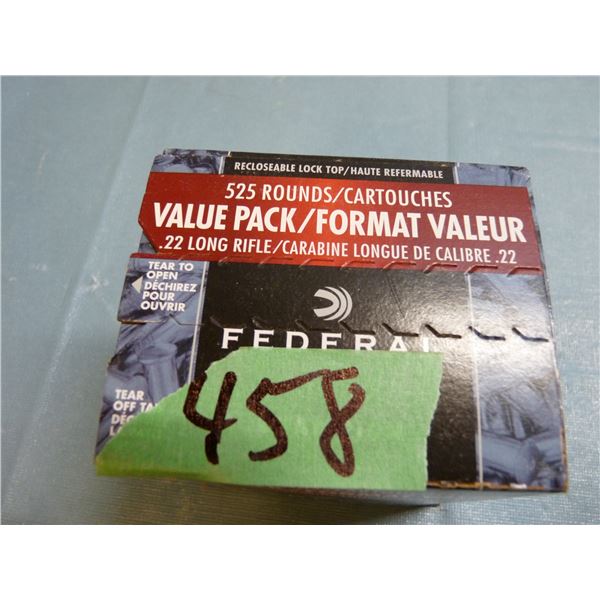 RECLOSEABLE LOCK TOP/HAUTE REFERMABLE
525 ROUNDS/CARTOUCHES
VALUE PACK/FORMAT VALEUR
.22 LONG RIFLE/CARABINE LONGUE DE CALIBRE .22
TEAR TO
OPEN
DÉCHIREZ
POUR
OUVRIR
FEDERAL
TEAR
OFF
458